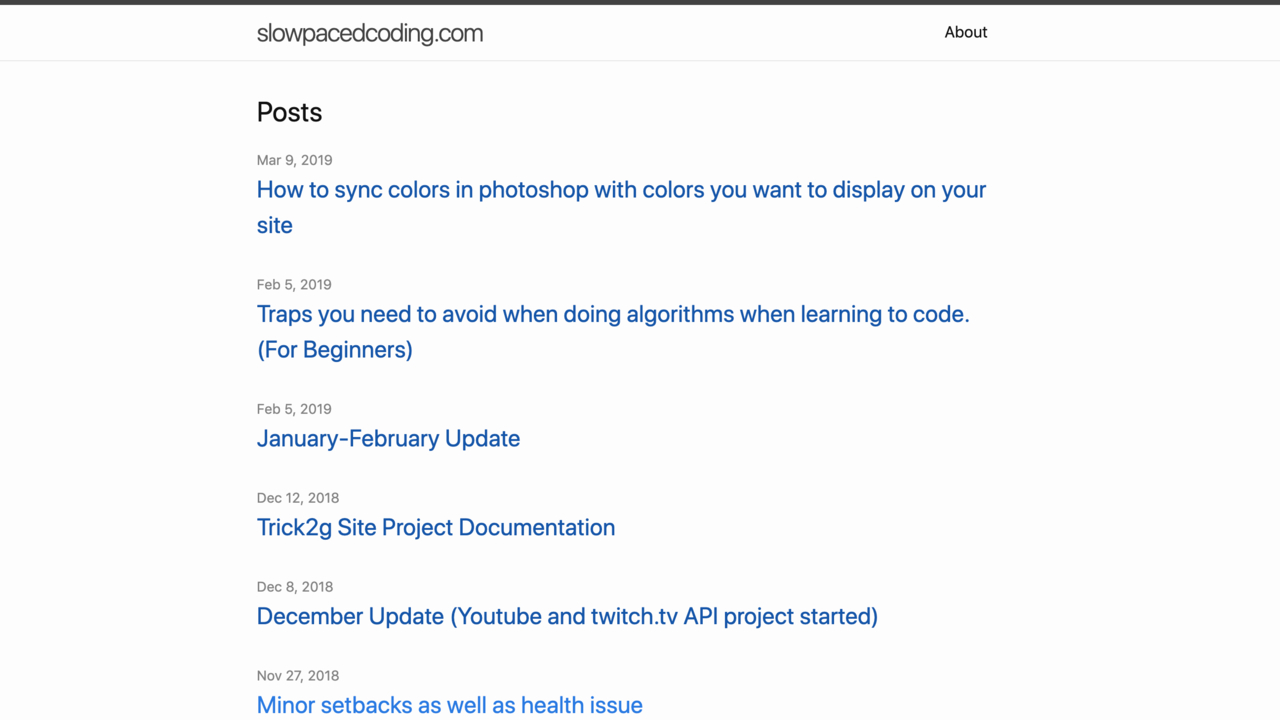 slowpacedcoding.com
About
Posts
Mar 9, 2019
How to sync colors in photoshop with colors you want to display on your
site
Feb 5, 2019
Traps you need to avoid when doing algorithms when learning to code.
(For Beginners)
Feb 5, 2019
January-February Update
Dec 12, 2018
Trick2g Site Project Documentation
Dec 8, 2018
December Update (Youtube and twitch.tv API project started)
Nov 27, 2018
Minor setbacks as well as health issue